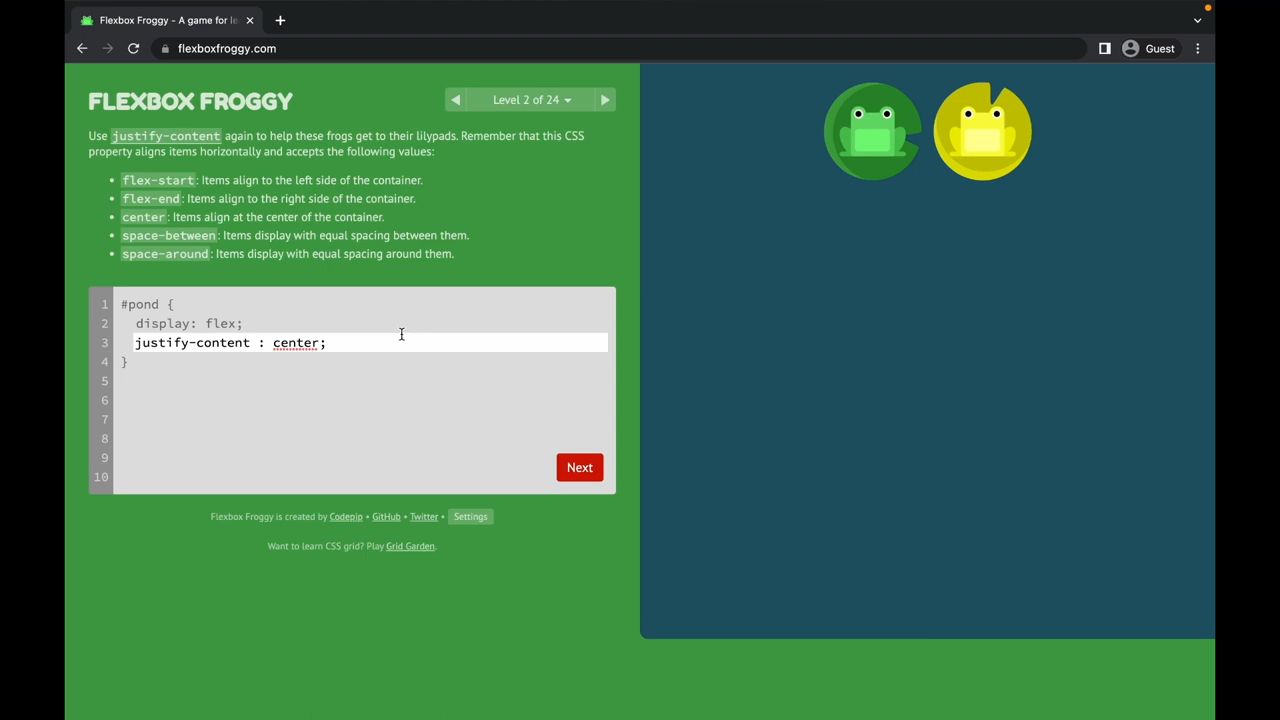 Flexbox Froggy - A game for le
flexboxfroggy.com
Guest
FLEXBOX FROGGY
Level 2 of 24
Use justify-content again to help these frogs get to their lilypads. Remember that this CSS
property aligns items horizontally and accepts the following values:
• flex-start: Items align to the left side of the container.
• flex-end: Items align to the right side of the container.
• center: Items align at the center of the container.
• space-between: Items display with equal spacing between them.
• space-around: Items display with equal spacing around them.
1 #pond {
2 display: flex;
3 justify-content : center;
4 }
5
6
7
8
9
10
Next
Flexbox Froggy is created by Codepip • GitHub • Twitter • Settings
Want to learn CSS grid? Play Grid Garden.